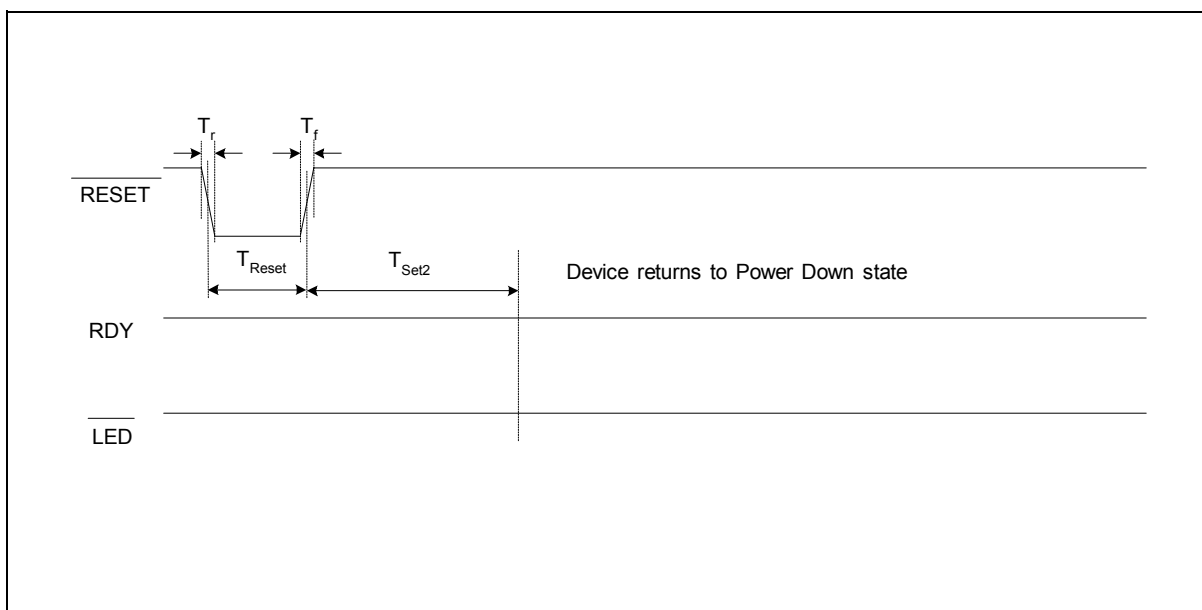 Tr Tf
RESET
TReset TSet2 Device returns to Power Down state
RDY
LED